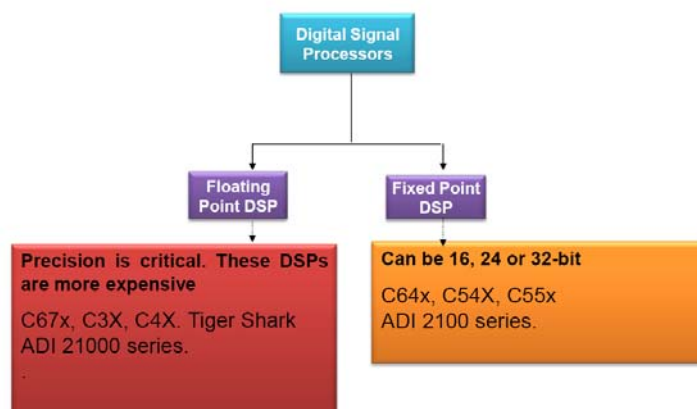 Digital Signal
Processors
Floating
Point DSP
Fixed Point
DSP
Precision is critical. These DSPs
are more expensive
C67x, C3X, C4X. Tiger Shark
ADI 21000 series.
.
Can be 16, 24 or 32-bit
C64x, C54X, C55x
ADI 2100 series.